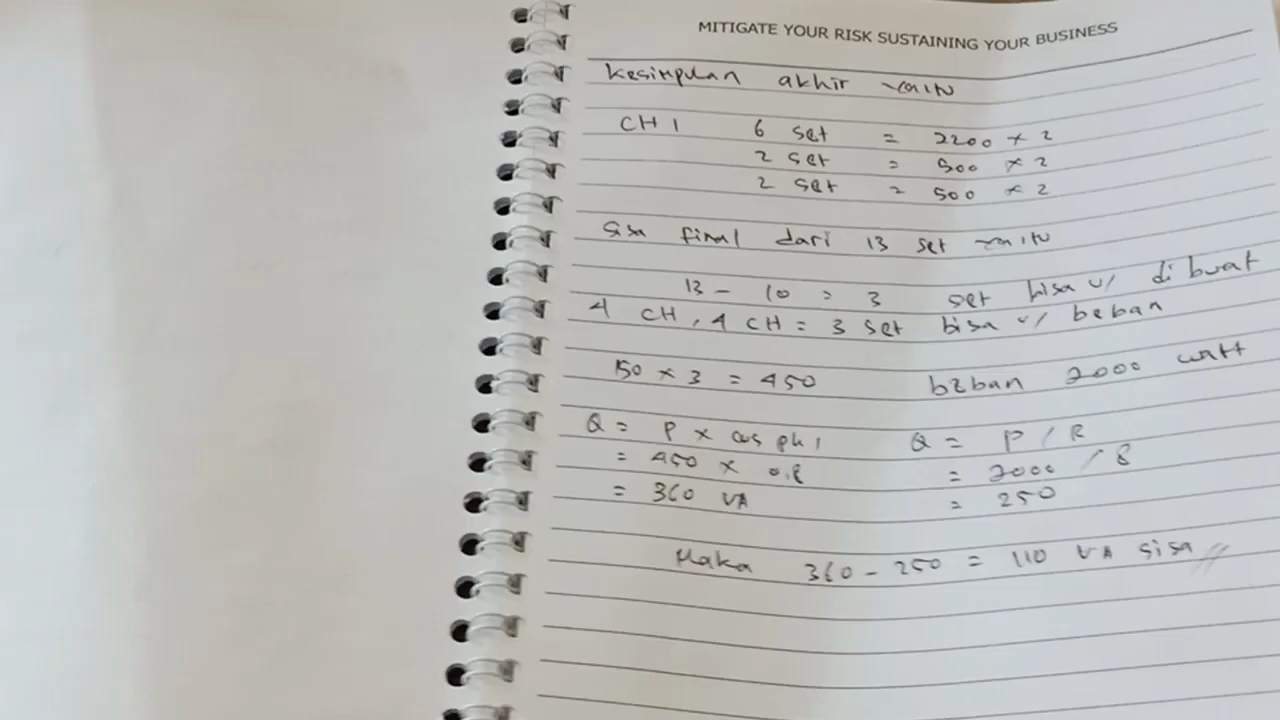 MITIGATE YOUR RISK SUSTAINING YOUR BUSINESS
kesimpulan akhir yaitu
CH 1 6 set = 2200 x 2
2 set = 500 x 2
2 set = 500 x 2
Sisa final dari 13 set yaitu
13 - 10 = 3 set bisa u/ di buat
4 CH, 4 CH = 3 set bisa u/ beban
150 x 3 = 450 beban 2000 watt
Q = P x cos phi Q = P / R
= 450 x 0,8 = 2000 / 8
= 360 VA = 250
Maka 360 - 250 = 110 VA sisa //